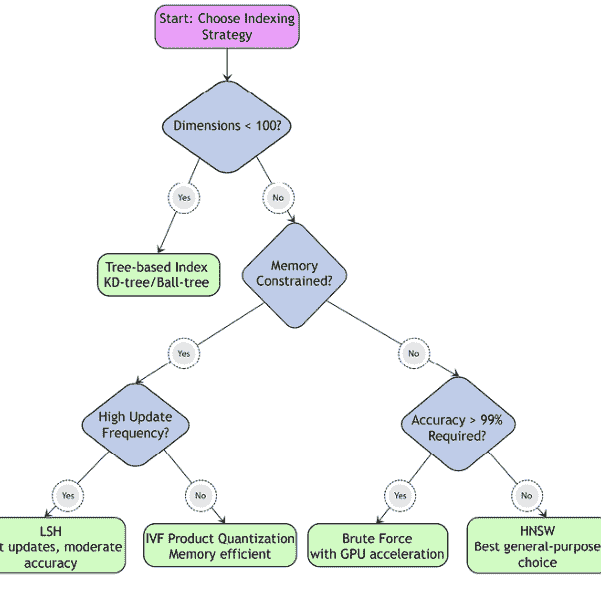 Start: Choose Indexing
Strategy
Dimensions < 100?
Yes
No
Tree-based Index
KD-tree/Ball-tree
Memory
Constrained?
Yes
No
High Update
Frequency?
Accuracy > 99%
Required?
Yes
No
Yes
No
LSH
updates, moderate
accuracy
IVF Product Quantization
Memory efficient
Brute Force
with GPU acceleration
HNSW
Best general-purpose
choice